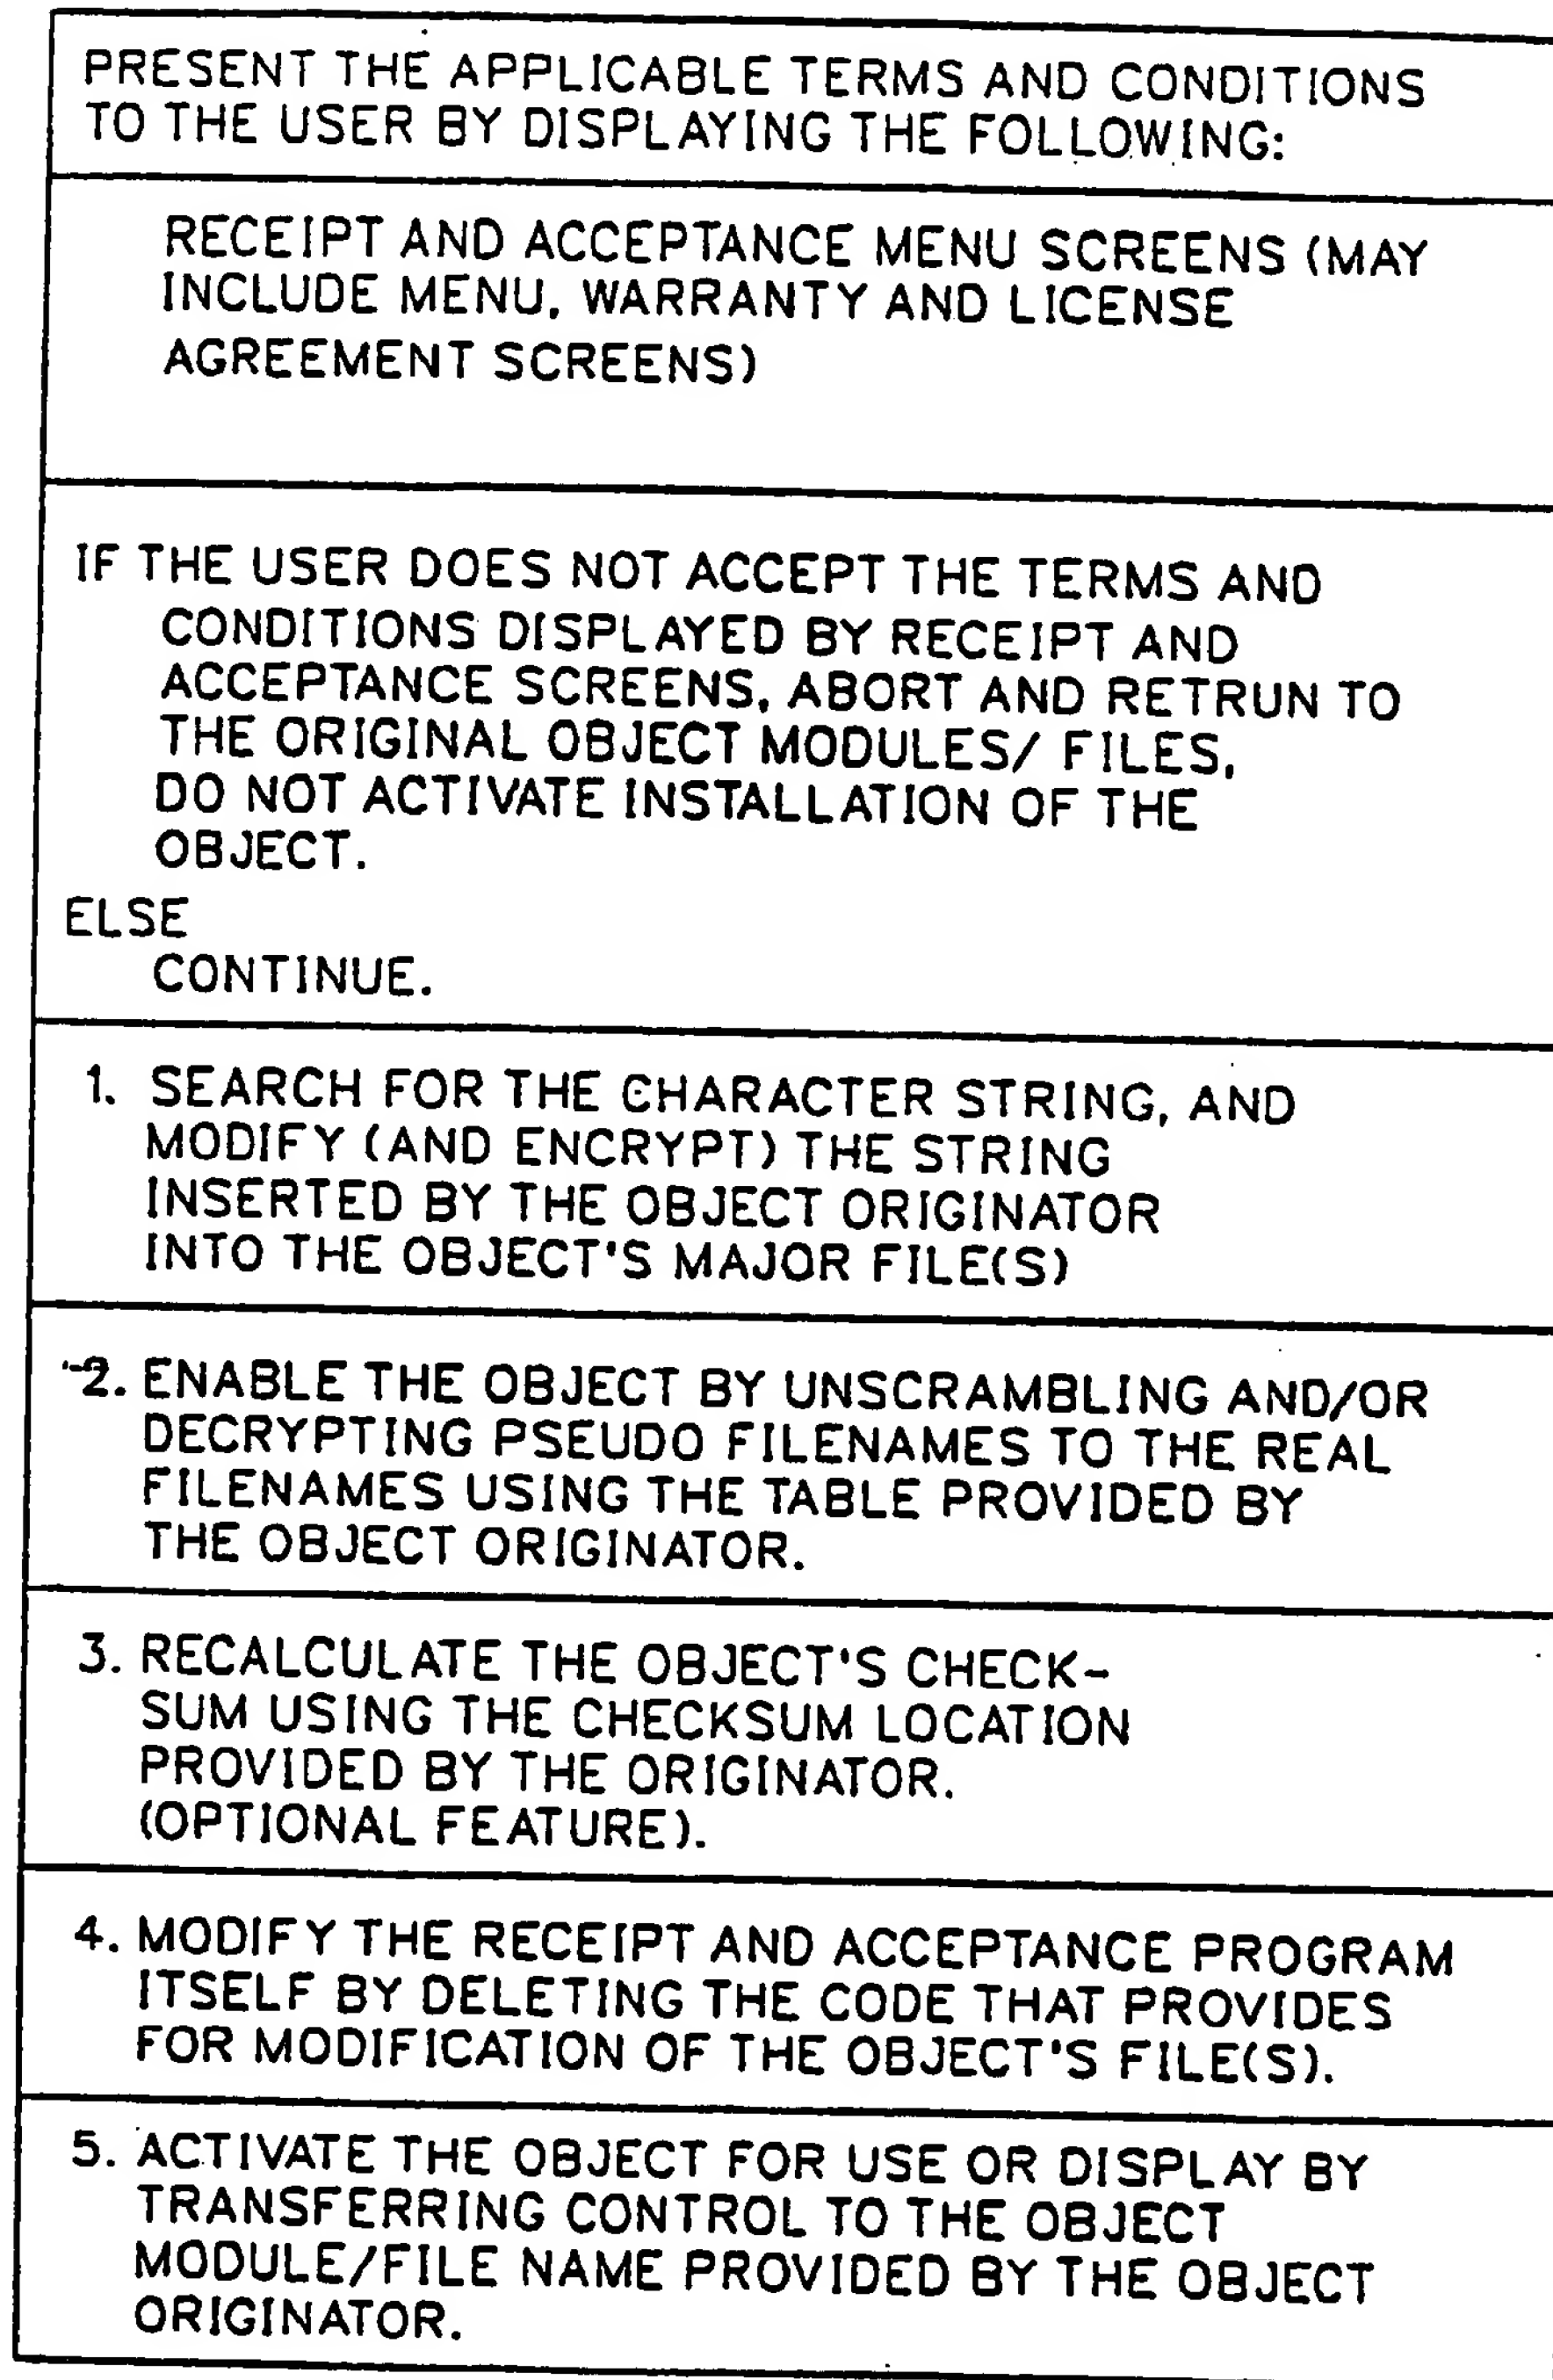 PRESENT THE APPLICABLE TERMS AND CONDITIONS
TO THE USER BY DISPLAYING THE FOLLOWING:
RECEIPT AND ACCEPTANCE MENU SCREENS (MAY
INCLUDE MENU, WARRANTY AND LICENSE
AGREEMENT SCREENS)
IF THE USER DOES NOT ACCEPT THE TERMS AND
CONDITIONS DISPLAYED BY RECEIPT AND
ACCEPTANCE SCREENS, ABORT AND RETRUN TO
THE ORIGINAL OBJECT MODULES/ FILES,
DO NOT ACTIVATE INSTALLATION OF THE
OBJECT.
ELSE
CONTINUE.
1. SEARCH FOR THE CHARACTER STRING, AND
MODIFY (AND ENCRYPT) THE STRING
INSERTED BY THE OBJECT ORIGINATOR
INTO THE OBJECT'S MAJOR FILE(S)
2. ENABLE THE OBJECT BY UNSCRAMBLING AND/OR
DECRYPTING PSEUDO FILENAMES TO THE REAL
FILENAMES USING THE TABLE PROVIDED BY
THE OBJECT ORIGINATOR.
3. RECALCULATE THE OBJECT'S CHECK-
SUM USING THE CHECKSUM LOCATION
PROVIDED BY THE ORIGINATOR.
(OPTIONAL FEATURE).
4. MODIFY THE RECEIPT AND ACCEPTANCE PROGRAM
ITSELF BY DELETING THE CODE THAT PROVIDES
FOR MODIFICATION OF THE OBJECT'S FILE(S).
5. ACTIVATE THE OBJECT FOR USE OR DISPLAY BY
TRANSFERRING CONTROL TO THE OBJECT
MODULE/FILE NAME PROVIDED BY THE OBJECT
ORIGINATOR.